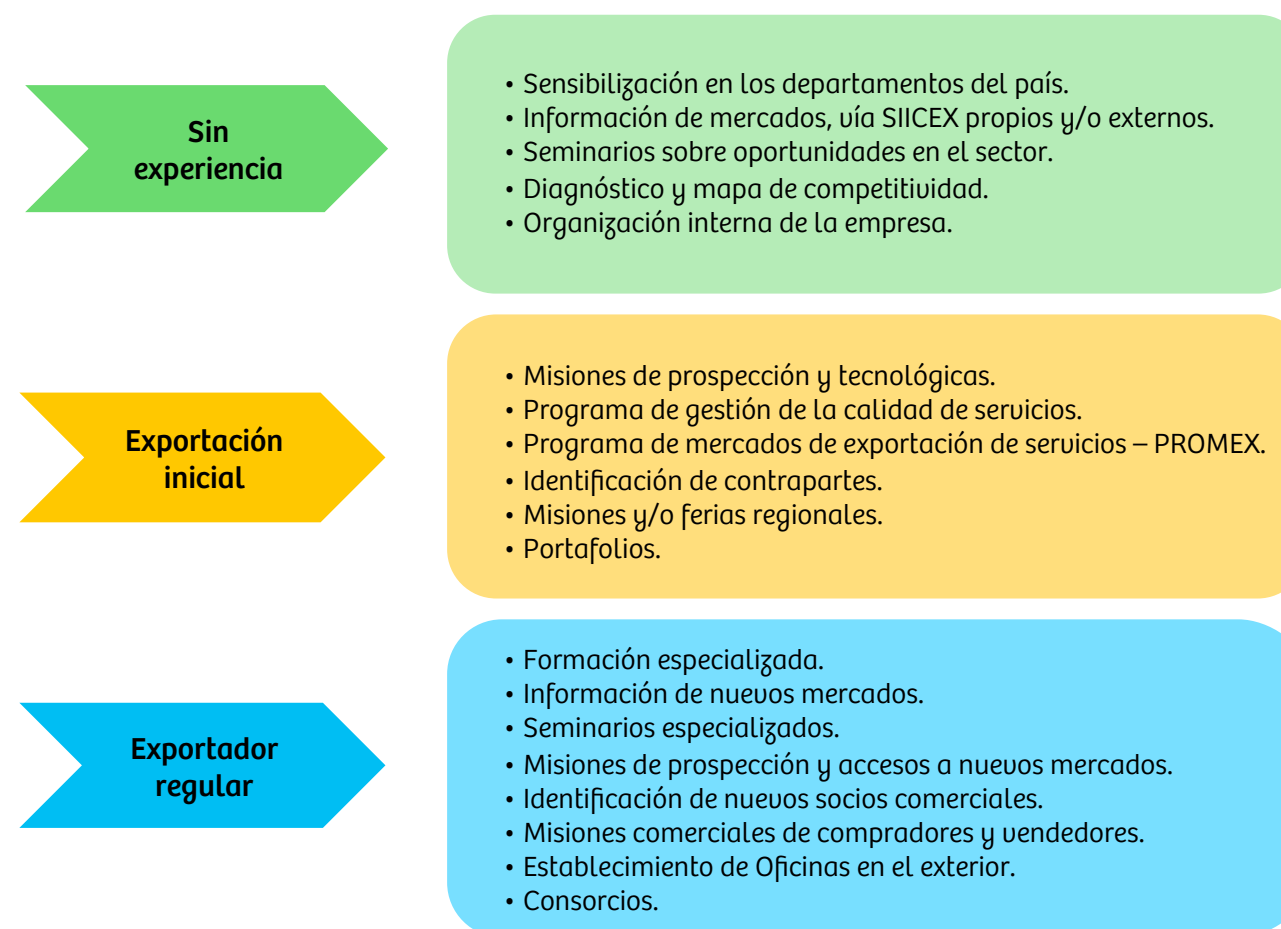 Sin
experiencia
• Sensibilización en los departamentos del país.
• Información de mercados, vía SIICEX propios y/o externos.
• Seminarios sobre oportunidades en el sector.
• Diagnóstico y mapa de competitividad.
• Organización interna de la empresa.
Exportación
inicial
• Misiones de prospección y tecnológicas.
• Programa de gestión de la calidad de servicios.
• Programa de mercados de exportación de servicios – PROMEX.
• Identificación de contrapartes.
• Misiones y/o ferias regionales.
• Portafolios.
Exportador
regular
• Formación especializada.
• Información de nuevos mercados.
• Seminarios especializados.
• Misiones de prospección y accesos a nuevos mercados.
• Identificación de nuevos socios comerciales.
• Misiones comerciales de compradores y vendedores.
• Establecimiento de Oficinas en el exterior.
• Consorcios.